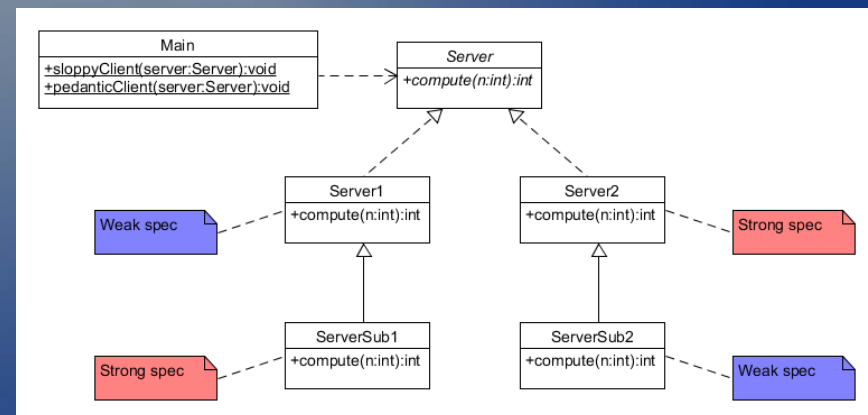 Main
+sloppyClient(server:Server):void
+pedanticClient(server:Server):void
Server
+compute(n:int):int
Server1
+compute(n:int):int
Server2
+compute(n:int):int
Weak spec
Strong spec
ServerSub1
+compute(n:int):int
ServerSub2
+compute(n:int):int
Strong spec
Weak spec